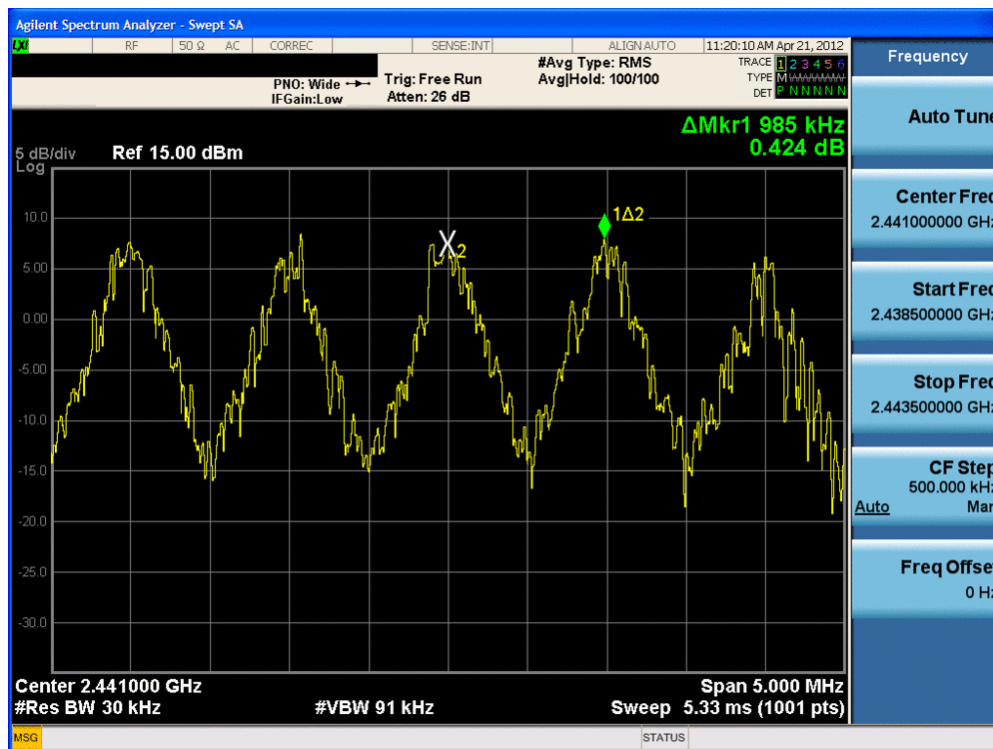 Agilent Spectrum Analyzer - Swept SA
LXI RF 50 Ω AC CORREC SENSE:INT ALIGN AUTO 11:20:10 AM Apr 21, 2012
PNO: Wide
IFGain:Low
Trig: Free Run
Atten: 26 dB
#Avg Type: RMS
Avg|Hold: 100/100
TRACE 1 2 3 4 5 6
TYPE M WWWWW
DET P N N N N N
Frequency
ΔMkr1 985 kHz
0.424 dB
5 dB/div Ref 15.00 dBm
Log
10.0
5.00
0.00
-5.00
-10.0
-15.0
-20.0
-25.0
-30.0
X2
1Δ2
Center 2.441000 GHz Span 5.000 MHz
#Res BW 30 kHz #VBW 91 kHz Sweep 5.33 ms (1001 pts)
Auto Tune
Center Freq
2.441000000 GHz
Start Freq
2.438500000 GHz
Stop Freq
2.443500000 GHz
CF Step
500.000 kHz
Auto Man
Freq Offset
0 Hz
MSG STATUS